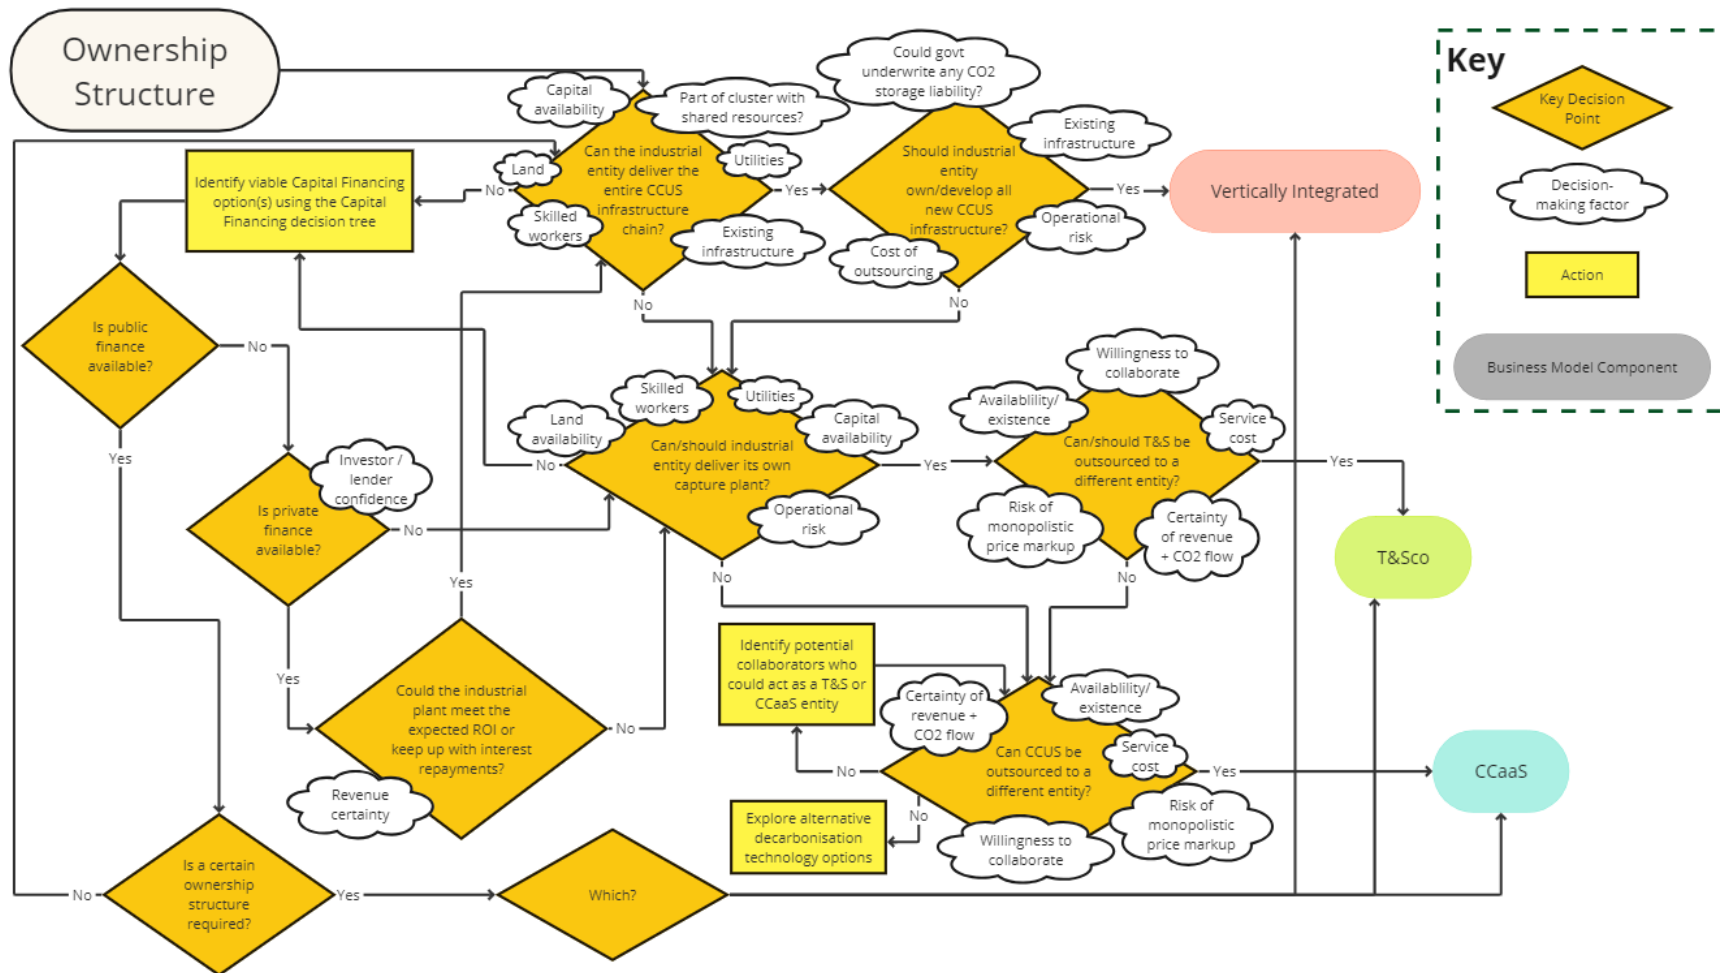 Ownership
Structure
Capital
availability
Part of cluster with
shared resources?
Could govt
underwrite any CO2
storage liability?
Existing
infrastructure
Key
Key Decision
Point
Decision-
making factor
Action
Business Model Component
Identify viable Capital Financing
option(s) using the Capital
Financing decision tree
No
Land
Can the industrial
entity deliver the
entire CCUS
infrastructure
chain?
Utilities
Skilled
workers
Existing
infrastructure
Yes
Should industrial
entity
own/develop all
new CCUS
infrastructure?
Operational
risk
Cost of
outsourcing
Yes
Vertically Integrated
No
No
Is public
finance
available?
No
Yes
Investor /
lender
confidence
Is private
finance
available?
No
Yes
Skilled
workers
Utilities
Land
availability
Capital
availability
Can/should industrial
entity deliver its own
capture plant?
Operational
risk
No
Yes
Willingness to
collaborate
Availablility/
existence
Service
cost
Can/should T&S be
outsourced to a
different entity?
Risk of
monopolistic
price markup
Certainty
of revenue
+ CO2 flow
Yes
T&Sco
No
No
Yes
Could the industrial
plant meet the
expected ROI or
keep up with interest
repayments?
Revenue
certainty
No
Identify potential
collaborators who
could act as a T&S or
CCaaS entity
Certainty of
revenue +
CO2 flow
Availablility/
existence
Service
cost
Can CCUS be
outsourced to a
different entity?
No
Yes
CCaaS
No
Explore alternative
decarbonisation
technology options
Willingness to
collaborate
Risk of
monopolistic
price markup
No
Is a certain
ownership
structure
required?
Yes
Which?